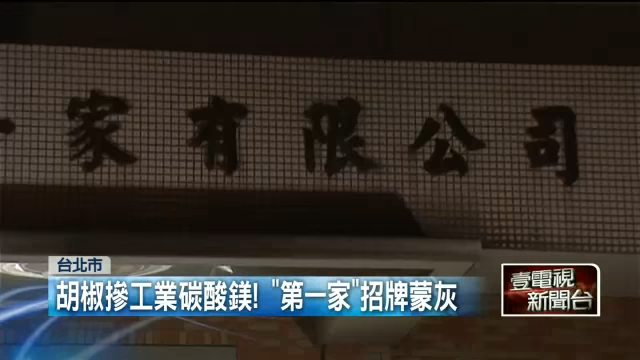 一家有限公司
台北市
胡椒摻工業碳酸鎂! "第一家"招牌蒙灰
壹電視
新聞台